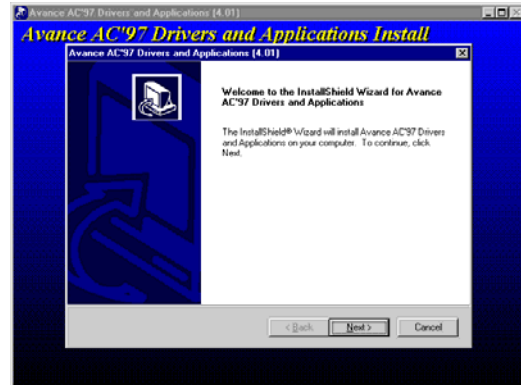 Avance AC'97 Drivers and Applications [4.01]
Avance AC'97 Drivers and Applications Install
Avance AC'97 Drivers and Applications [4.01]
Welcome to the InstallShield Wizard for Avance
AC'97 Drivers and Applications
The InstallShield® Wizard will install Avance AC'97 Drivers
and Applications on your computer. To continue, click
Next.
< Back
Next >
Cancel